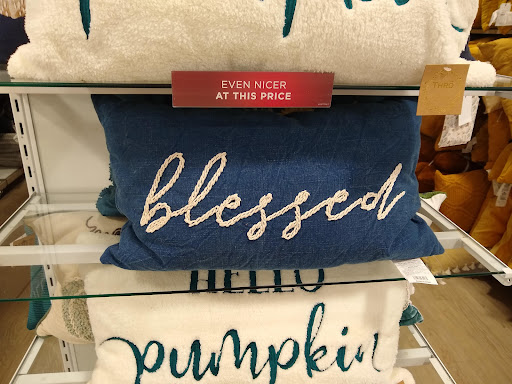 EVEN NICER
AT THIS PRICE
blessed
HELLO
pumpkin